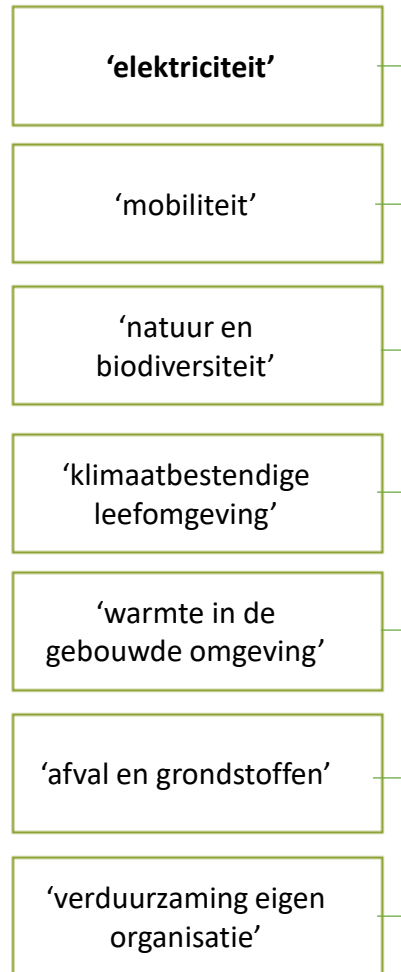 ‘elektriciteit’
‘mobiliteit’
‘natuur en
biodiversiteit’
‘klimaatbestendige
leefomgeving’
‘warmte in de
gebouwde omgeving’
‘afval en grondstoffen’
‘verduurzaming eigen
organisatie’